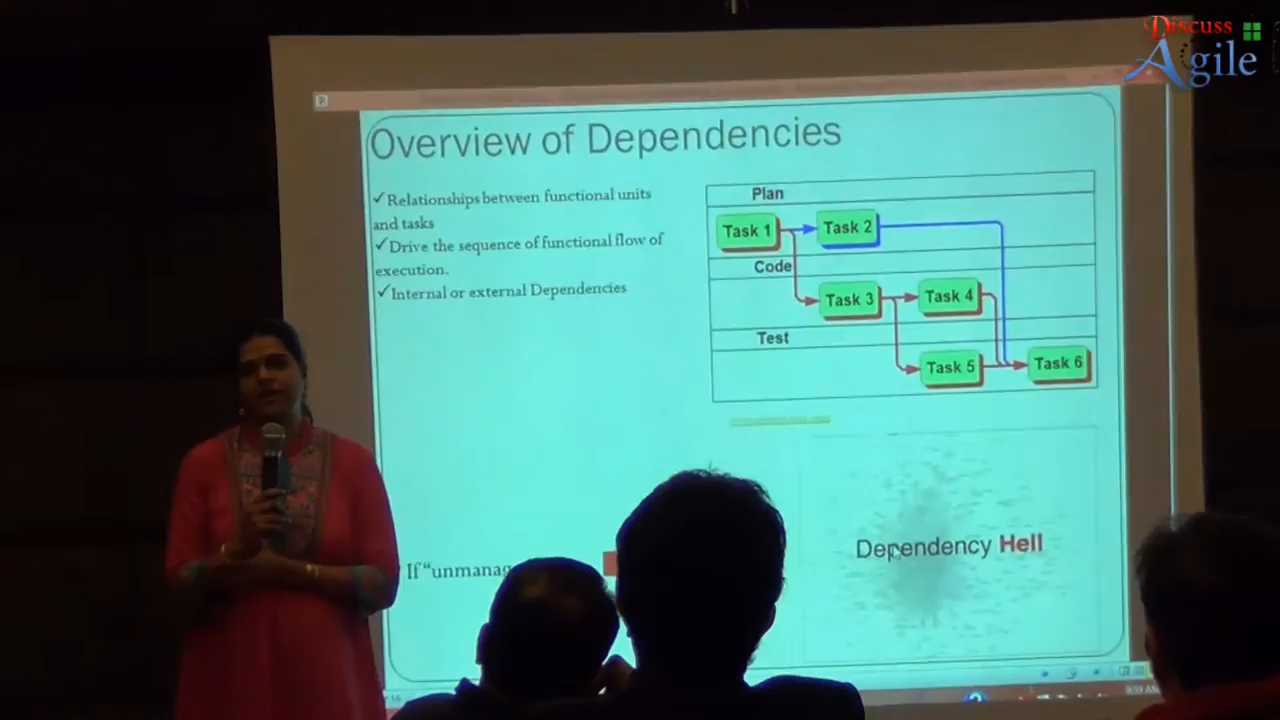 Discuss
Agile
P
Overview of Dependencies
✓Relationships between functional units
and tasks
✓Drive the sequence of functional flow of
execution.
✓Internal or external Dependencies
Plan
Task 1
Task 2
Code
Task 3
Task 4
Test
Task 5
Task 6
If "unmanag
Dependency Hell